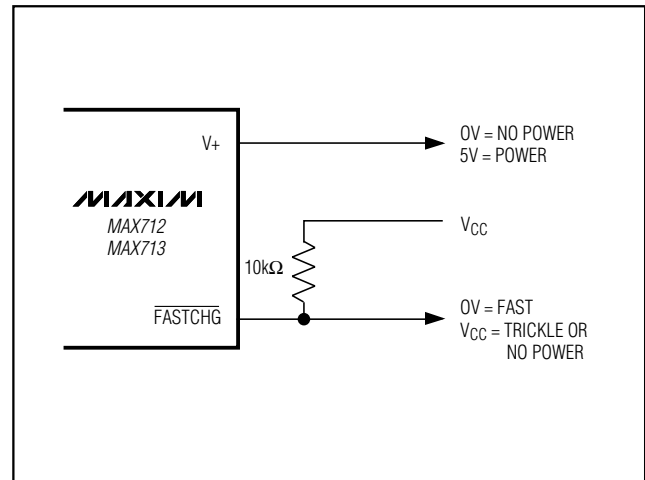 V+
0V = NO POWER
5V = POWER
MAXIM
MAX712
MAX713
VCC
10kΩ
FASTCHG
0V = FAST
VCC = TRICKLE OR
NO POWER